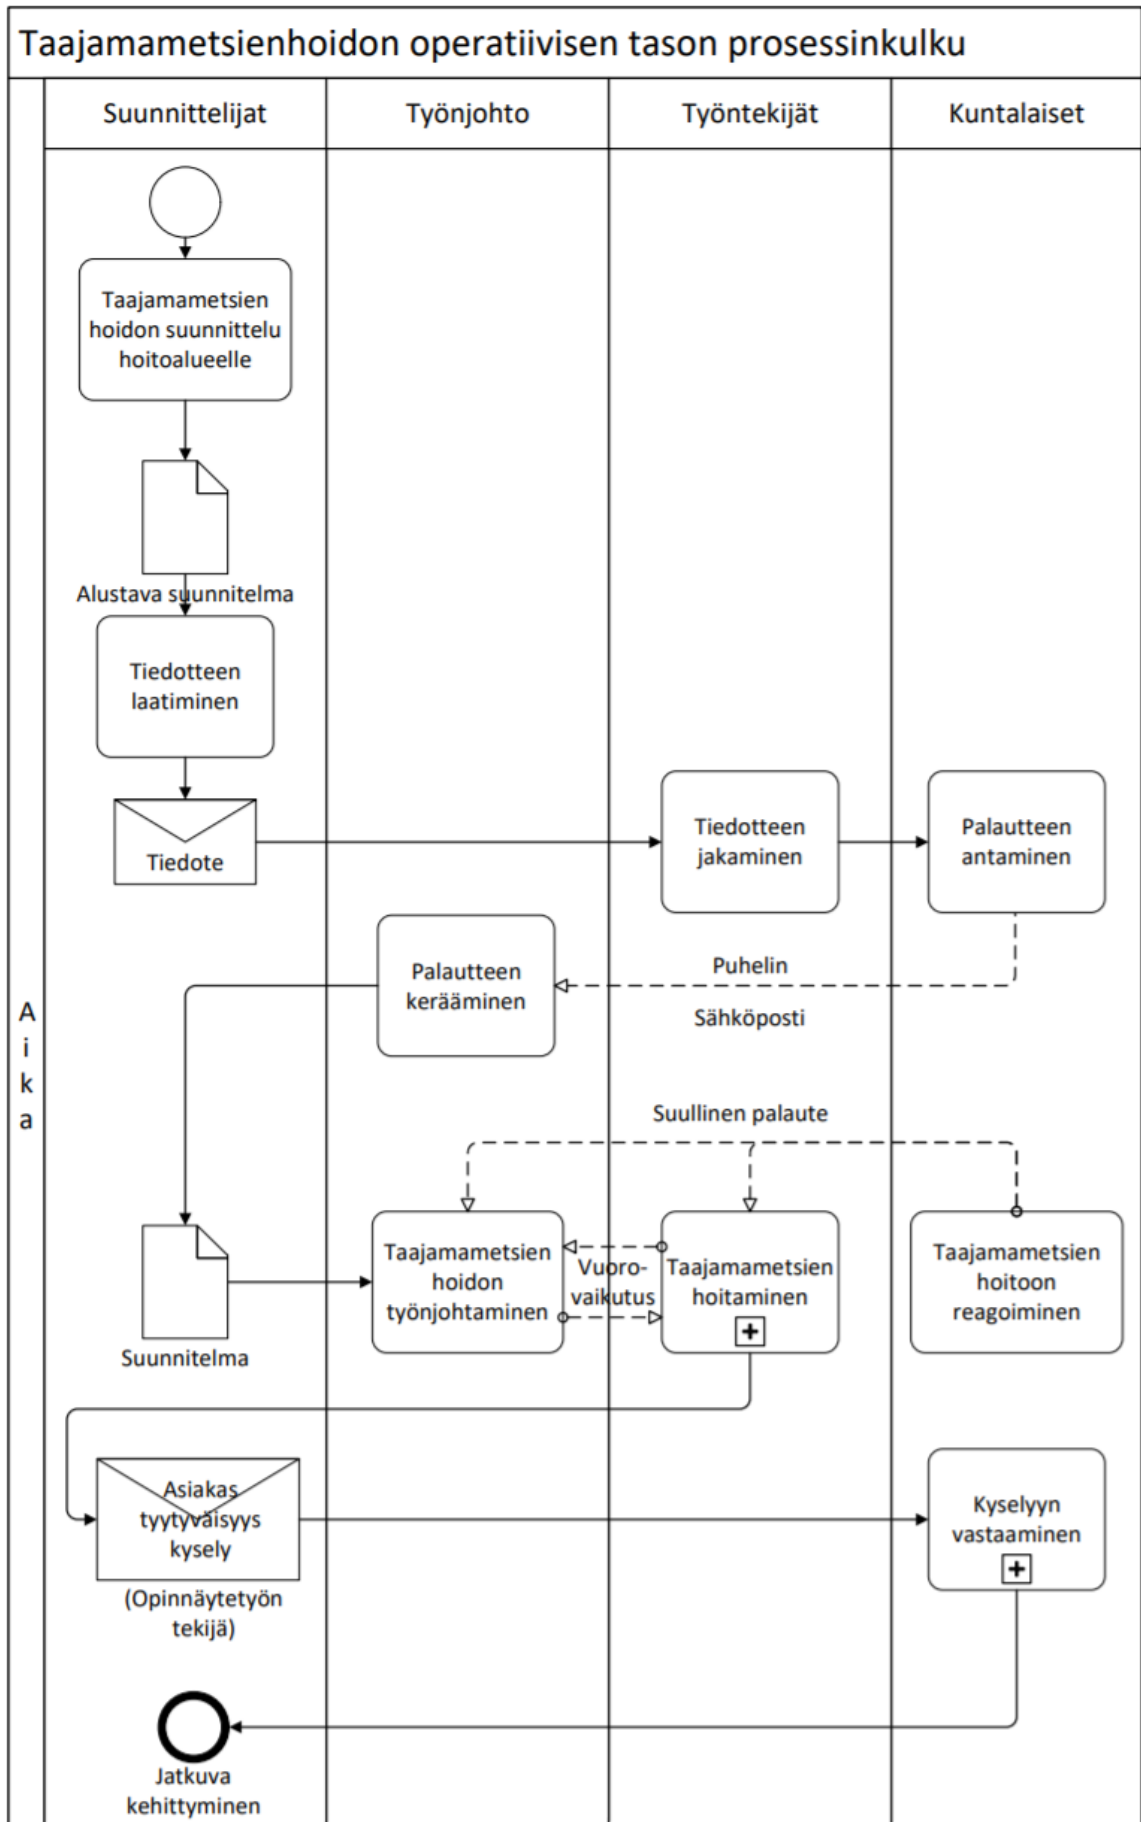 Taajamametsienhoidon operatiivisen tason prosessinkulku
Suunnittelijat
Työnjohto
Työntekijät
Kuntalaiset
Taajamametsien
hoidon suunnittelu
hoitoalueelle
Alustava suunnitelma
Tiedotteen
laatiminen
Tiedote
Tiedotteen
jakaminen
Palautteen
antaminen
Palautteen
kerääminen
Puhelin
Sähköposti
A
i
k
a
Suullinen palaute
Taajamametsien
hoidon
työnjohtaminen
Vuoro-
vaikutus
Taajamametsien
hoitaminen
Taajamametsien
hoitoon
reagoiminen
Suunnitelma
Asiakas
tyytyväisyys
kysely
(Opinnäytetyön
tekijä)
Kyselyyn
vastaaminen
Jatkuva
kehittyminen